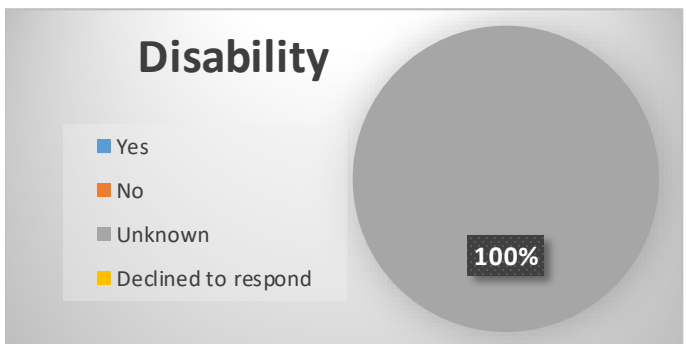 Disability
Yes
No
Unknown
Declined to respond
100%